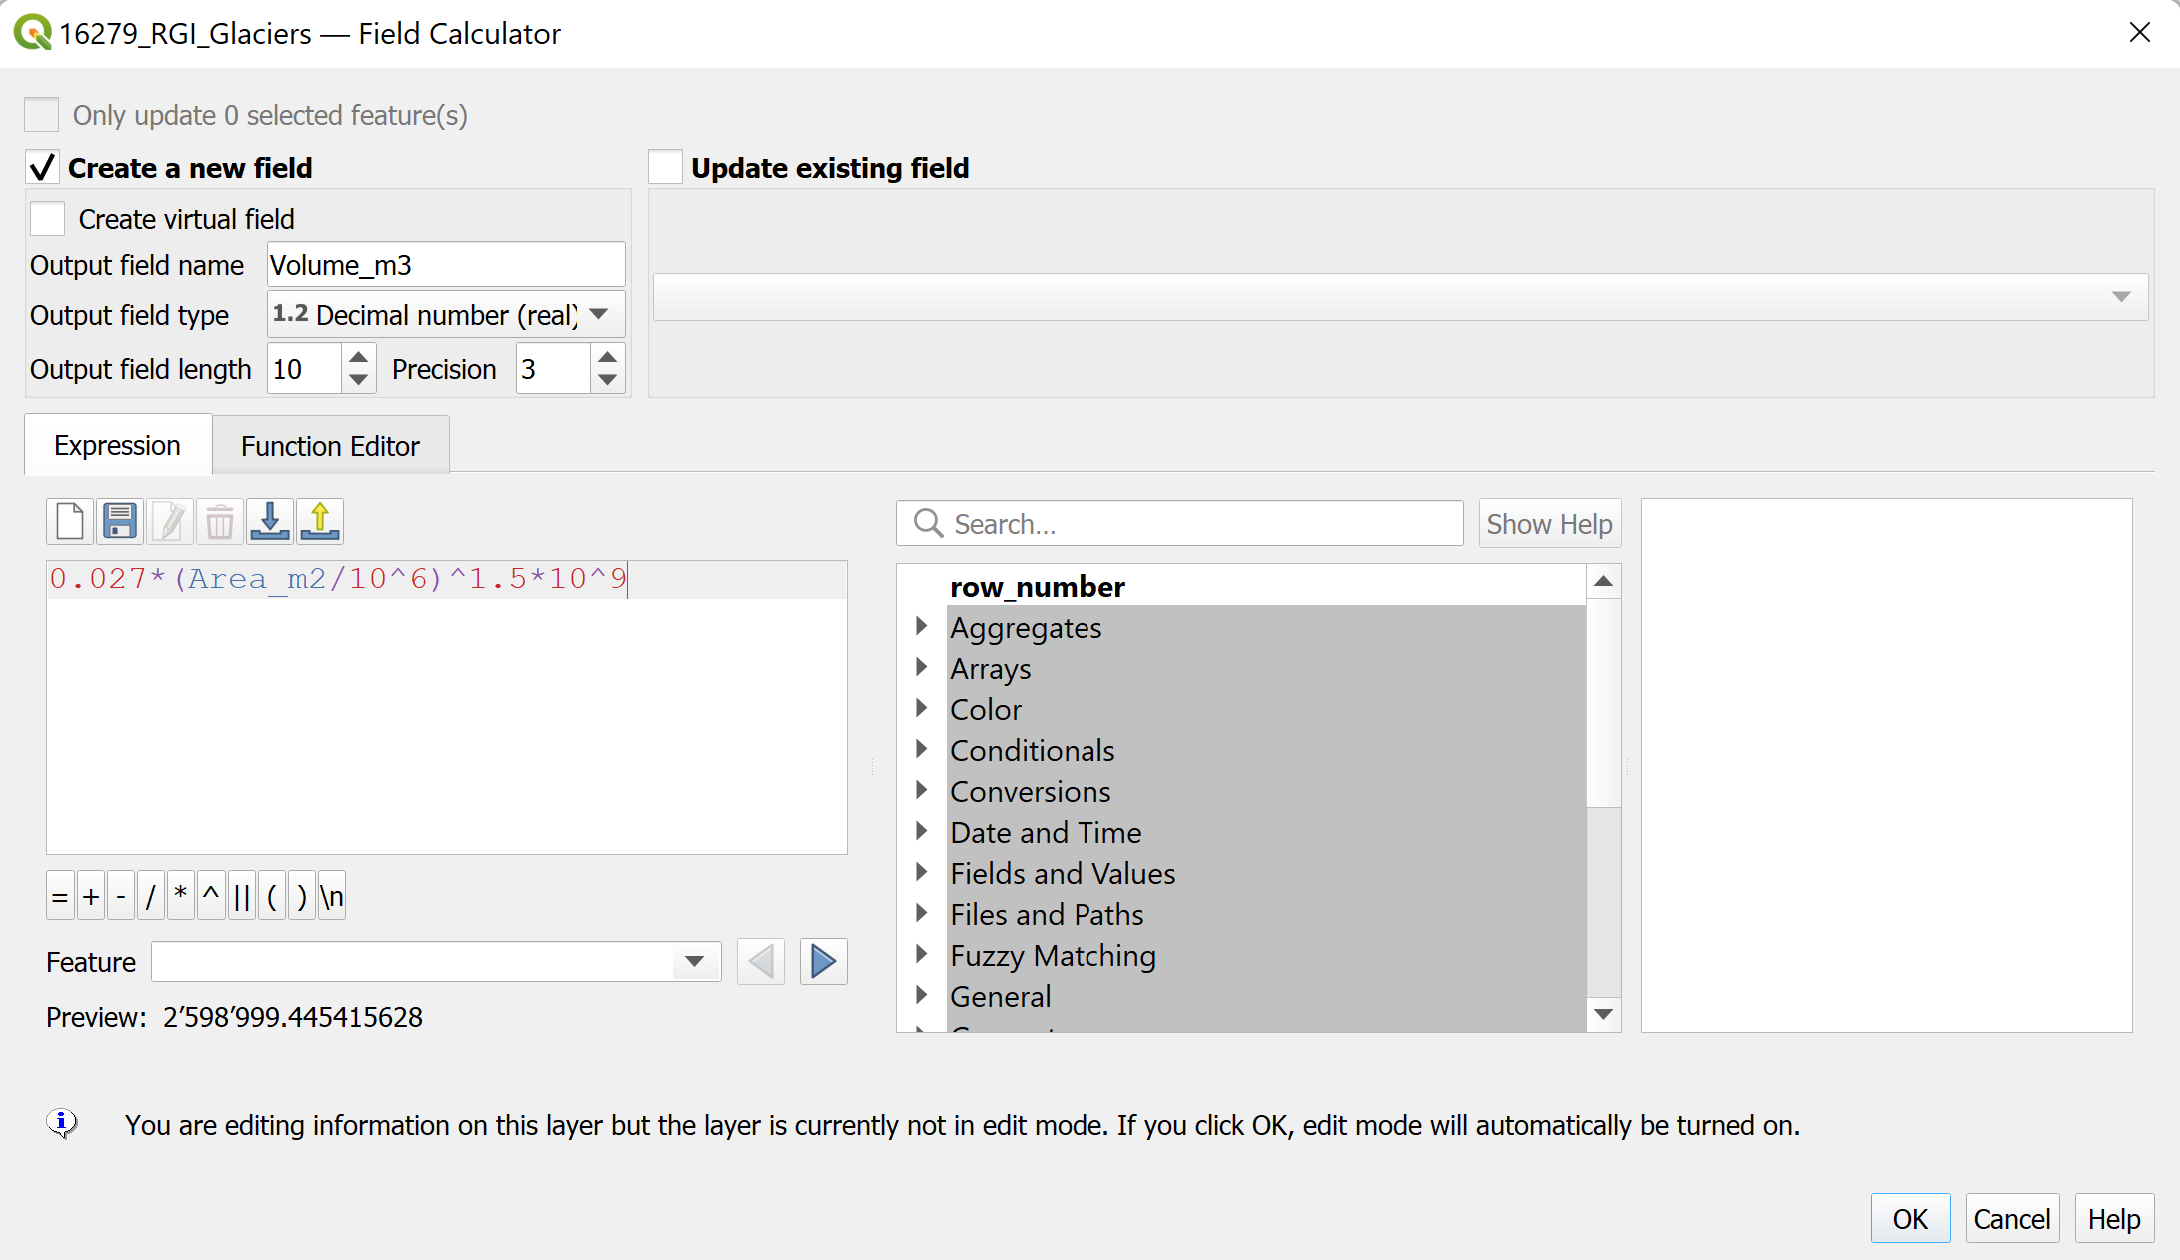 16279_RGI_Glaciers — Field Calculator
Only update 0 selected feature(s)
Create a new field
Update existing field
Create virtual field
Output field name Volume_m3
Output field type 1.2 Decimal number (real)
Output field length 10 Precision 3
Expression Function Editor
Search...
Show Help
0.027*(Area_m2/10^6)^1.5*10^9
row_number
Aggregates
Arrays
Color
Conditionals
Conversions
Date and Time
Fields and Values
Files and Paths
Fuzzy Matching
General
= + - / * ^ || ( ) \n
Feature
Preview: 2’598’999.445415628
You are editing information on this layer but the layer is currently not in edit mode. If you click OK, edit mode will automatically be turned on.
OK Cancel Help